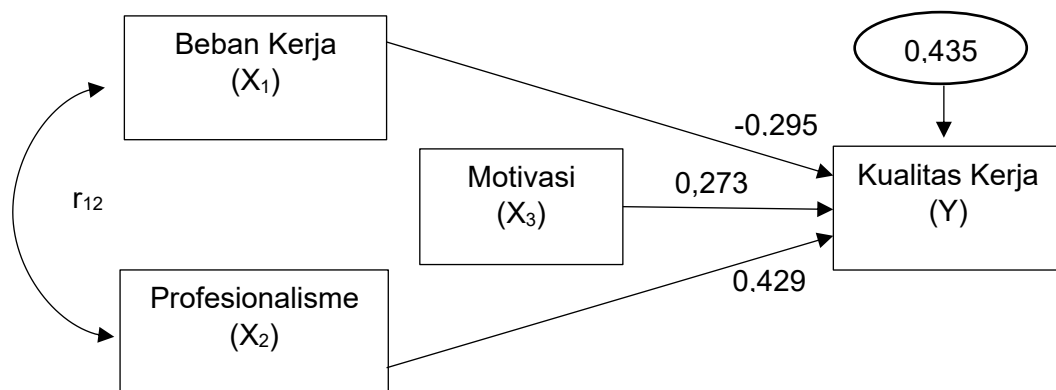 Beban Kerja
(X₁)
0,435
-0,295
Motivasi
(X₃)
0,273
Kualitas Kerja
(Y)
r₁₂
Profesionalisme
(X₂)
0,429